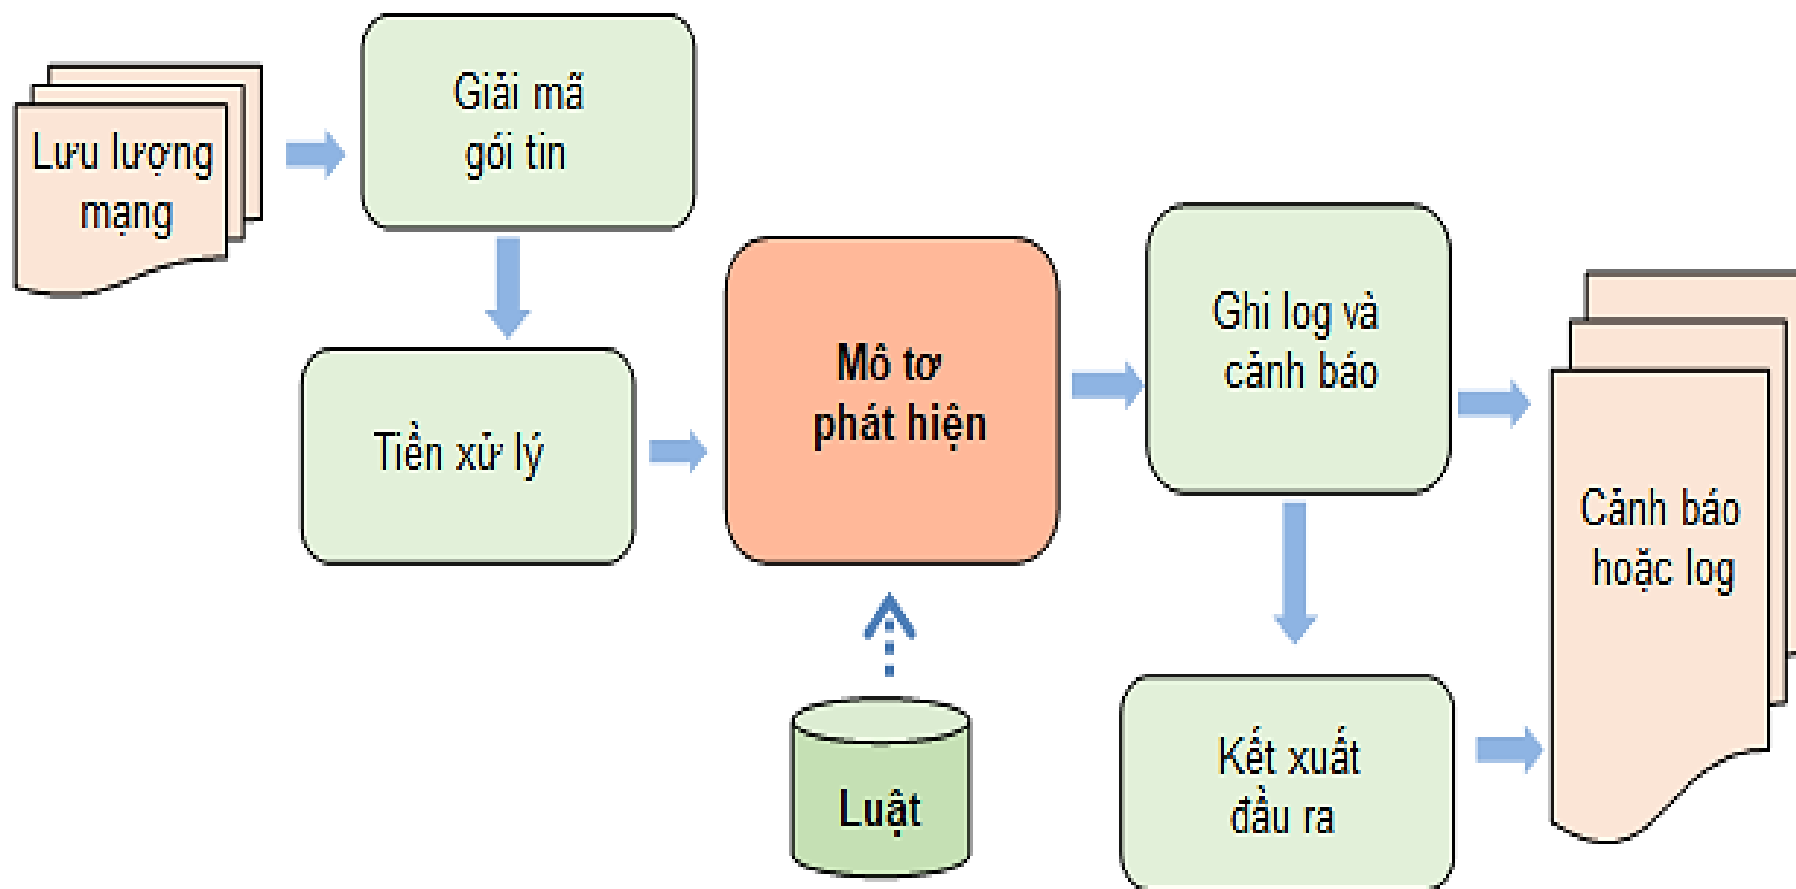 Lưu lượng
mạng
Giải mã
gói tin
Tiền xử lý
Mô tơ
phát hiện
Luật
Ghi log và
cảnh báo
Kết xuất
đầu ra
Cảnh báo
hoặc log